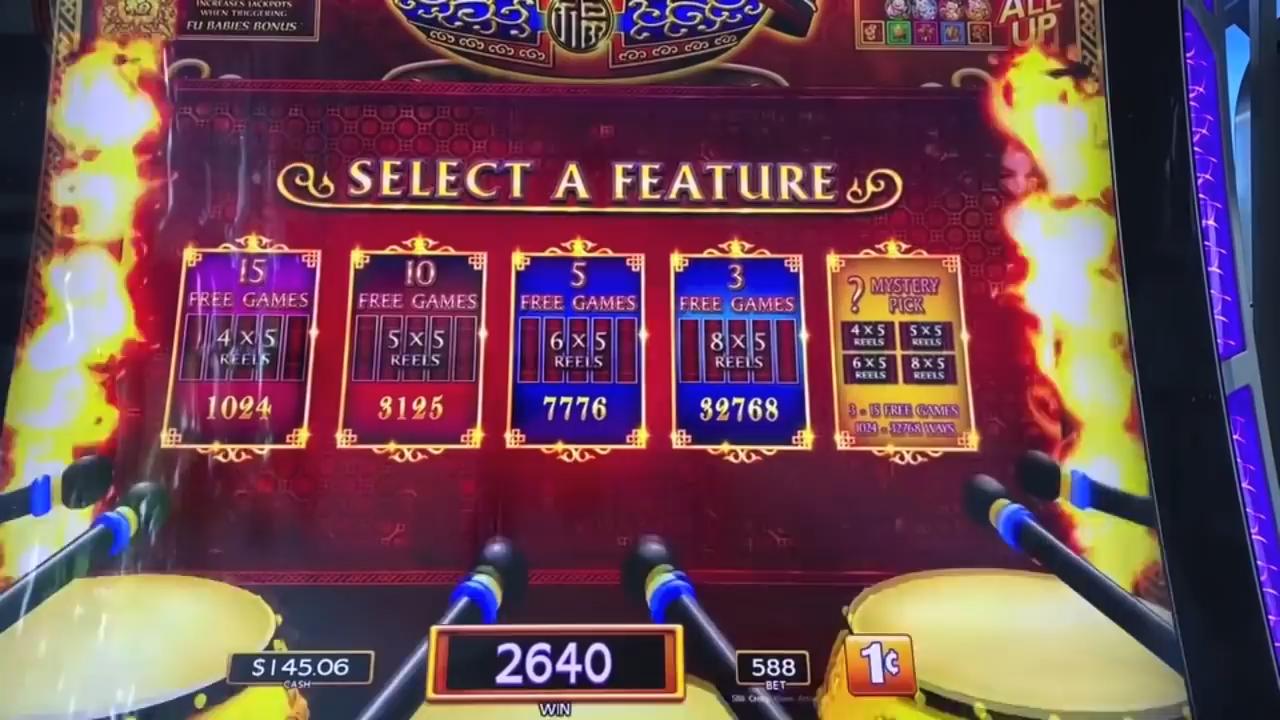 INCREASES JACKPOTS
WHEN TRIGGERING
FU BABIES BONUS
福
ALL
UP
SELECT A FEATURE
15
FREE GAMES
4 X 5
REELS
1024
10
FREE GAMES
5 X 5
REELS
3125
5
FREE GAMES
6 X 5
REELS
7776
3
FREE GAMES
8 X 5
REELS
32768
? MYSTERY
PICK
4 X 5
REELS
5 X 5
REELS
6 X 5
REELS
8 X 5
REELS
3 - 15 FREE GAMES
1024 - 32768 WAYS
$145.06
CASH
2640
WIN
588
BET
1¢